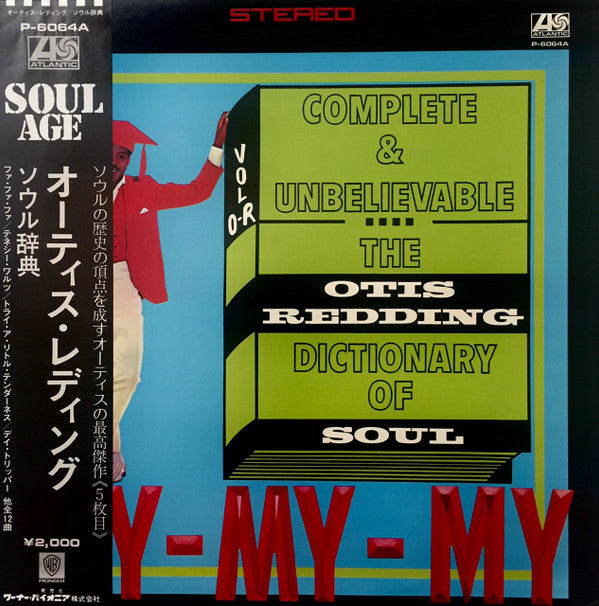 オーティス・レディング ソウル辞典
P-6064A
ATLANTIC
SOUL
AGE
オーティス・レディング
ソウル辞典
ソウルの歴史の頂点を成すオーティスの最高傑作《5枚目》
ファ・ファ・ファ/テネシー・ワルツ/トライ・ア・リトル・テンダーネス/デイ・トリッパー 他全12曲
¥2,000
WB
PIONEER
発売元
ワーナー・パイオニア株式会社
STEREO
ATLANTIC
P-6064A
VOL
O-R
COMPLETE
&
UNBELIEVABLE
THE
OTIS
REDDING
DICTIONARY
OF
SOUL
Y-MY-MY